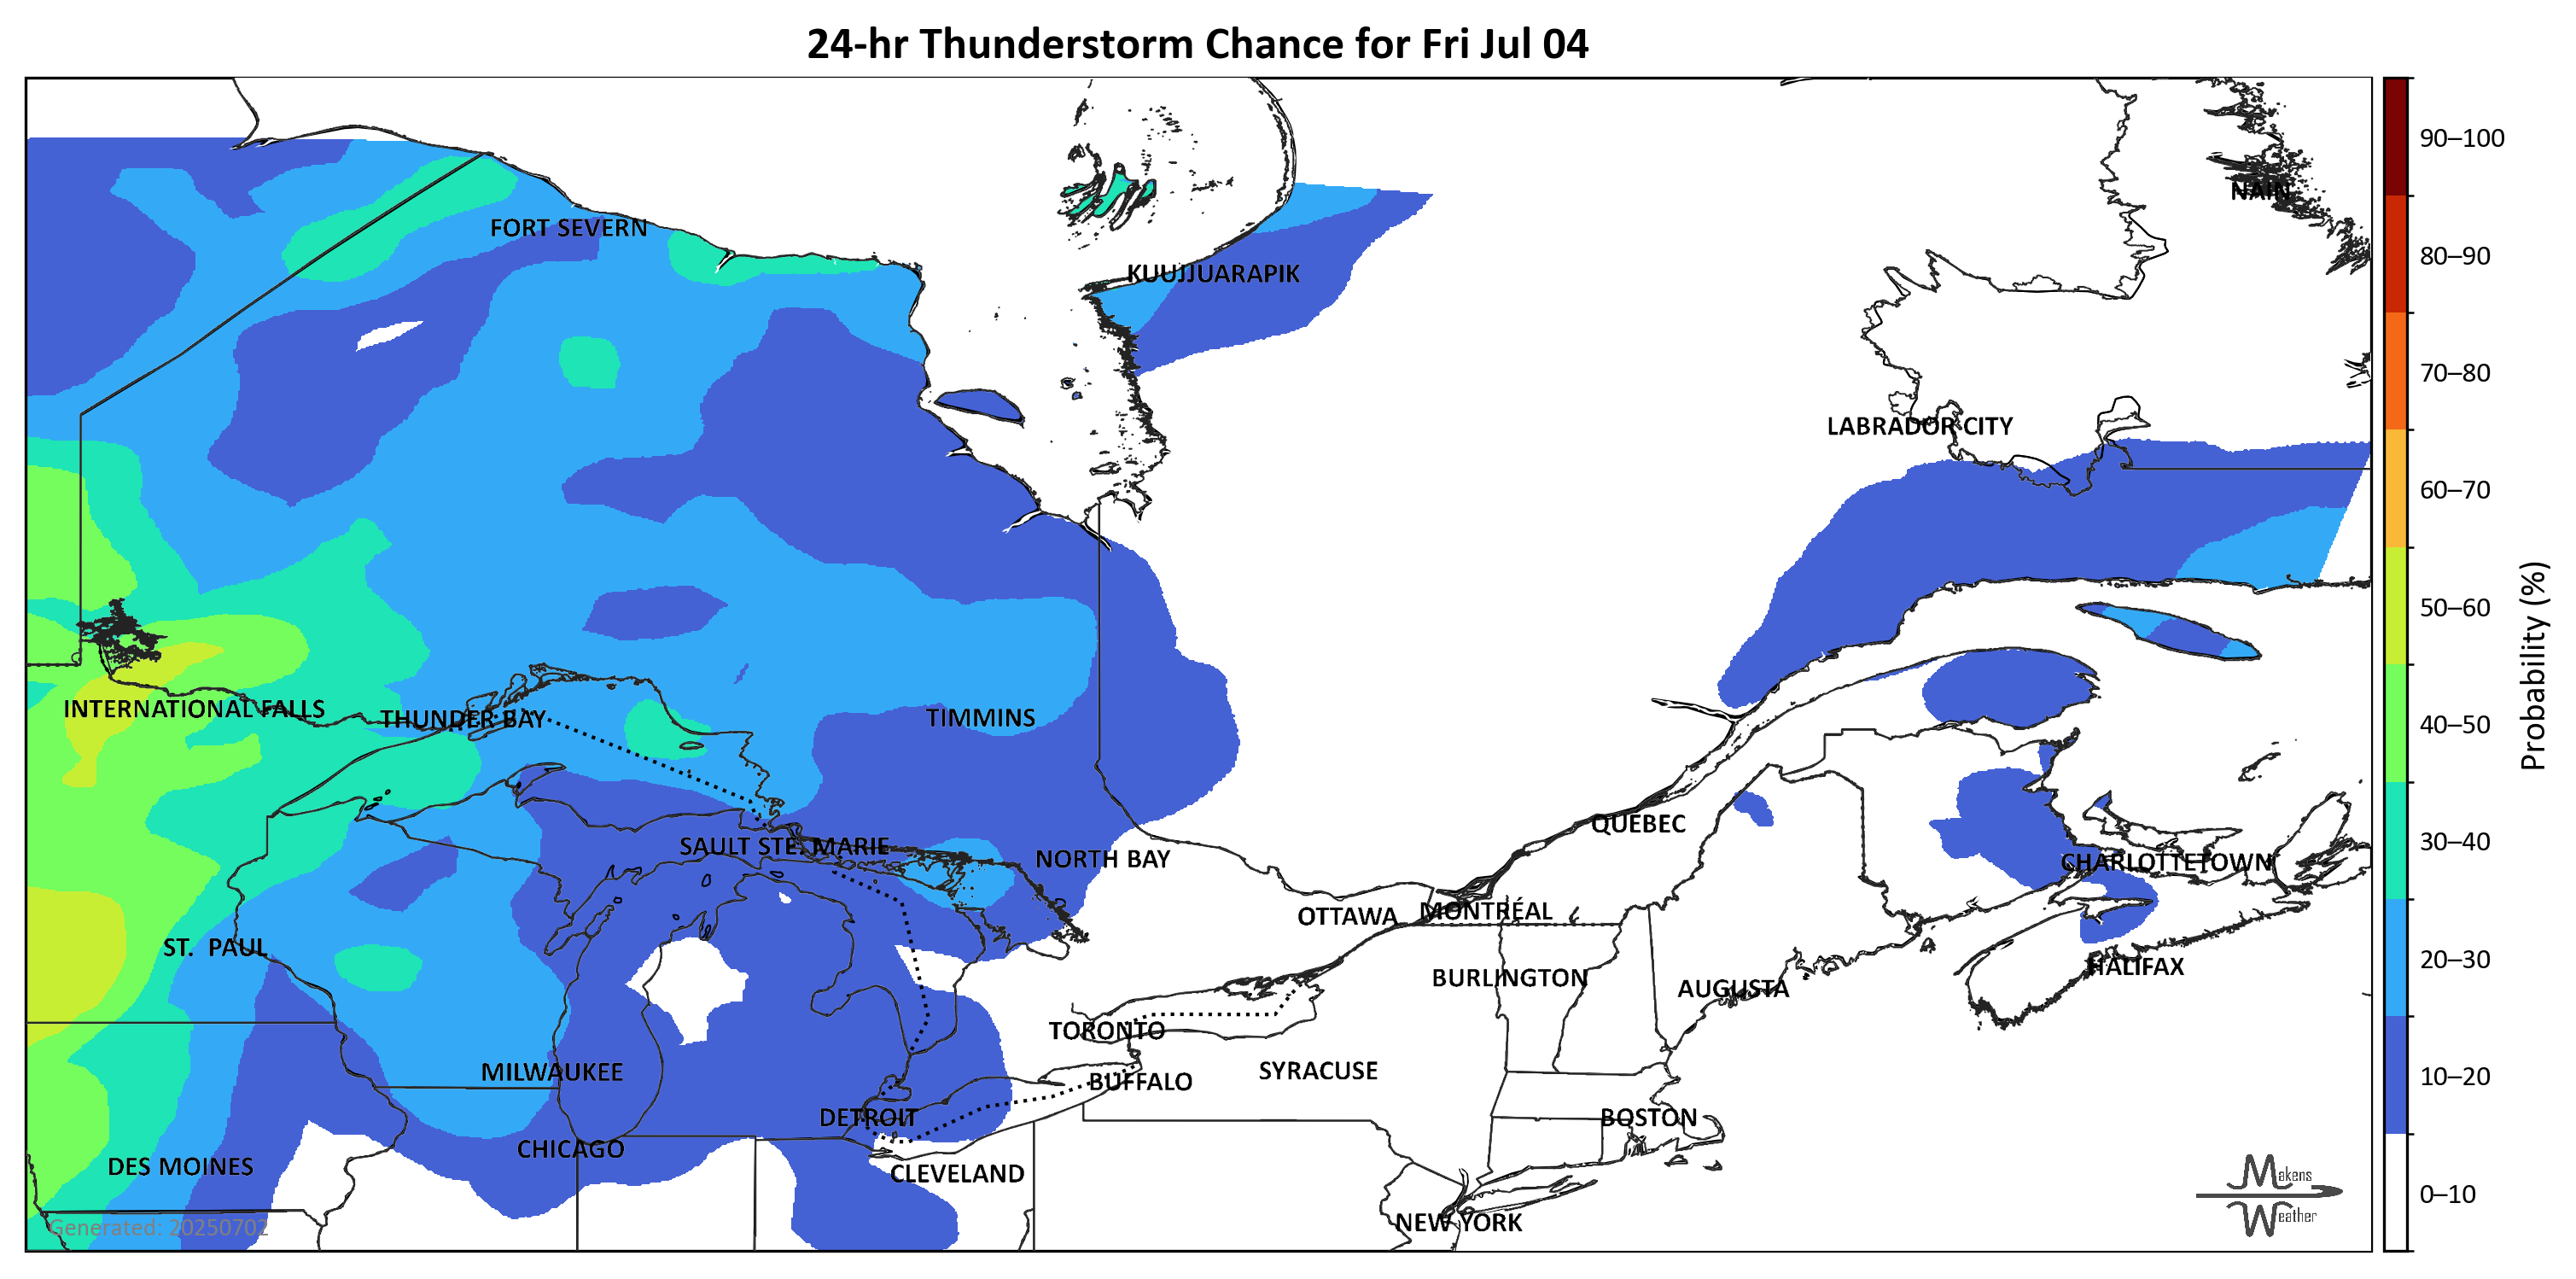 24-hr Thunderstorm Chance for Fri Jul 04
90–100
NAIN
FORT SEVERN
80–90
KUUJJUARAPIK
70–80
LABRADOR CITY
60–70
50–60
Probability (%)
INTERNATIONAL FALLS
THUNDER BAY
TIMMINS
40–50
QUEBEC
SAULT STE. MARIE
NORTH BAY
CHARLOTTETOWN
30–40
OTTAWA
MONTRÉAL
ST. PAUL
BURLINGTON
AUGUSTA
HALIFAX
20–30
TORONTO
MILWAUKEE
BUFFALO
SYRACUSE
10–20
DETROIT
BOSTON
CHICAGO
DES MOINES
CLEVELAND
Makens
Weather
0–10
NEW YORK
Generated: 20250702